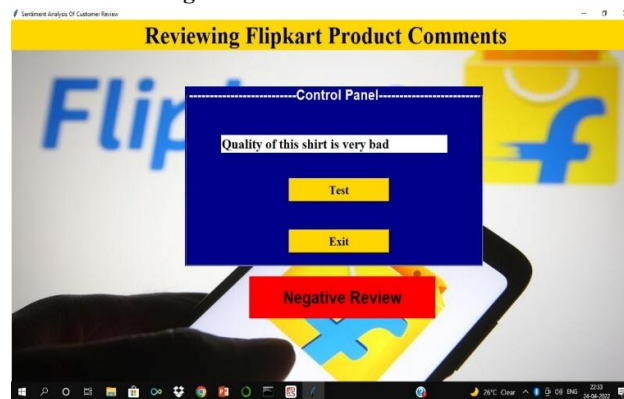 Sentiment Analysis Of Customer Review
Reviewing Flipkart Product Comments
Flip
Control Panel
Quality of this shirt is very bad
Test
Exit
Negative Review
26°C Clear
ENG
22:33
24-04-2022